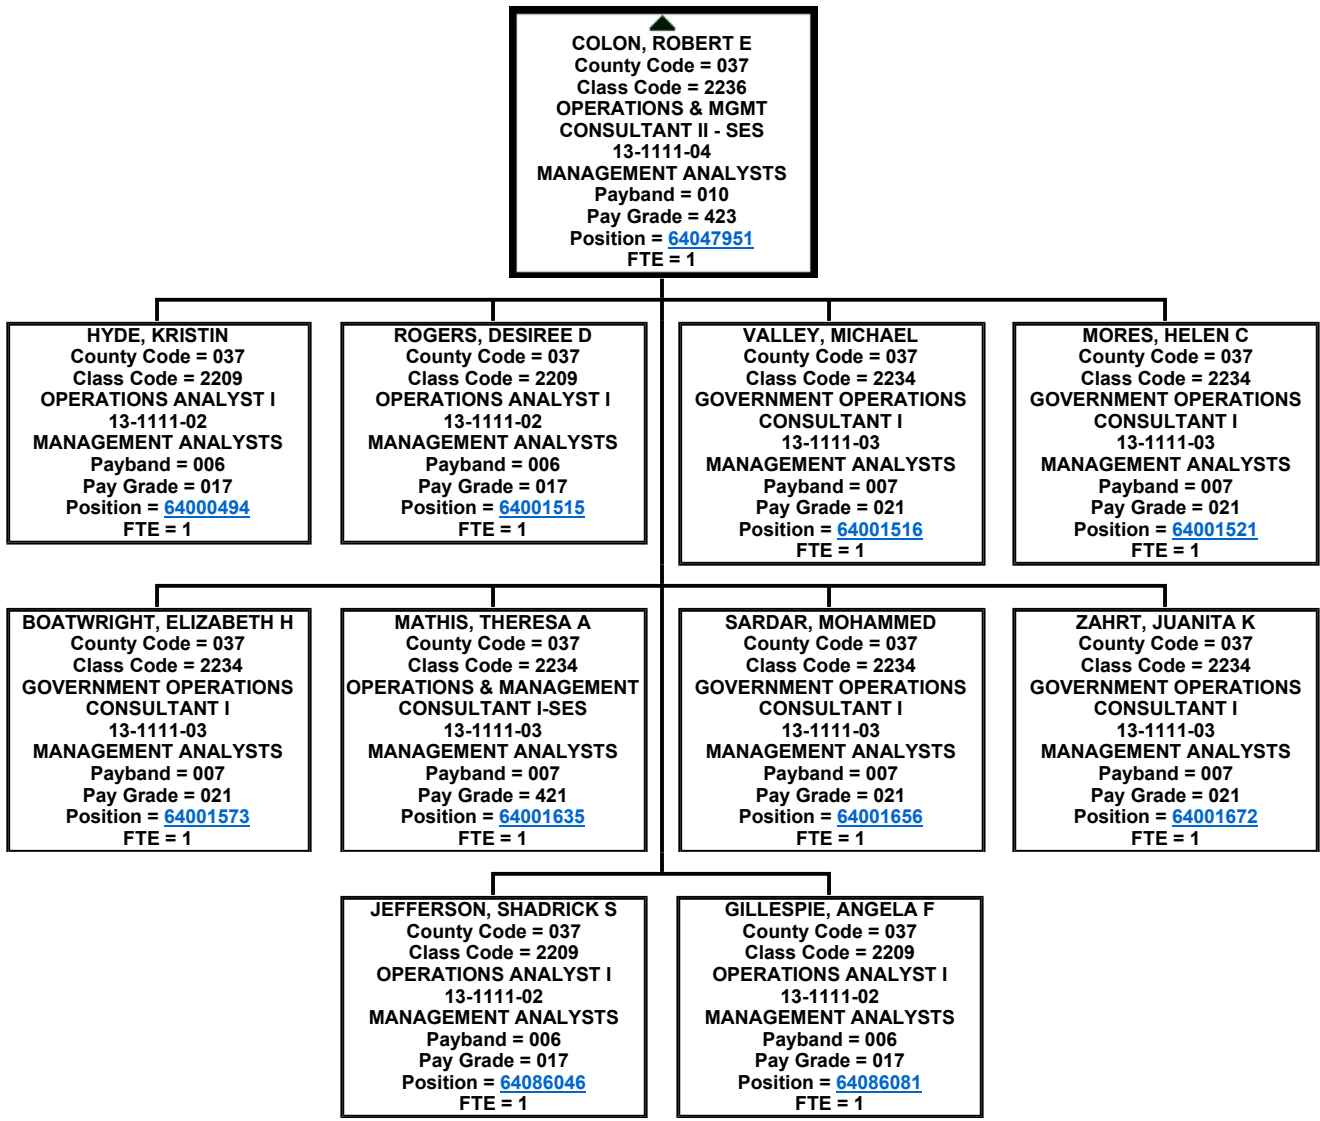 COLON, ROBERT E
County Code = 037
Class Code = 2236
OPERATIONS & MGMT
CONSULTANT II - SES
13-1111-04
MANAGEMENT ANALYSTS
Payband = 010
Pay Grade = 423
Position = 64047951
FTE = 1
HYDE, KRISTIN
County Code = 037
Class Code = 2209
OPERATIONS ANALYST I
13-1111-02
MANAGEMENT ANALYSTS
Payband = 006
Pay Grade = 017
Position = 64000494
FTE = 1
ROGERS, DESIREE D
County Code = 037
Class Code = 2209
OPERATIONS ANALYST I
13-1111-02
MANAGEMENT ANALYSTS
Payband = 006
Pay Grade = 017
Position = 64001515
FTE = 1
VALLEY, MICHAEL
County Code = 037
Class Code = 2234
GOVERNMENT OPERATIONS
CONSULTANT I
13-1111-03
MANAGEMENT ANALYSTS
Payband = 007
Pay Grade = 021
Position = 64001516
FTE = 1
MORES, HELEN C
County Code = 037
Class Code = 2234
GOVERNMENT OPERATIONS
CONSULTANT I
13-1111-03
MANAGEMENT ANALYSTS
Payband = 007
Pay Grade = 021
Position = 64001521
FTE = 1
BOATWRIGHT, ELIZABETH H
County Code = 037
Class Code = 2234
GOVERNMENT OPERATIONS
CONSULTANT I
13-1111-03
MANAGEMENT ANALYSTS
Payband = 007
Pay Grade = 021
Position = 64001573
FTE = 1
MATHIS, THERESA A
County Code = 037
Class Code = 2234
OPERATIONS & MANAGEMENT
CONSULTANT I-SES
13-1111-03
MANAGEMENT ANALYSTS
Payband = 007
Pay Grade = 421
Position = 64001635
FTE = 1
SARDAR, MOHAMMED
County Code = 037
Class Code = 2234
GOVERNMENT OPERATIONS
CONSULTANT I
13-1111-03
MANAGEMENT ANALYSTS
Payband = 007
Pay Grade = 021
Position = 64001656
FTE = 1
ZAHRT, JUANITA K
County Code = 037
Class Code = 2234
GOVERNMENT OPERATIONS
CONSULTANT I
13-1111-03
MANAGEMENT ANALYSTS
Payband = 007
Pay Grade = 021
Position = 64001672
FTE = 1
JEFFERSON, SHADRICK S
County Code = 037
Class Code = 2209
OPERATIONS ANALYST I
13-1111-02
MANAGEMENT ANALYSTS
Payband = 006
Pay Grade = 017
Position = 64086046
FTE = 1
GILLESPIE, ANGELA F
County Code = 037
Class Code = 2209
OPERATIONS ANALYST I
13-1111-02
MANAGEMENT ANALYSTS
Payband = 006
Pay Grade = 017
Position = 64086081
FTE = 1